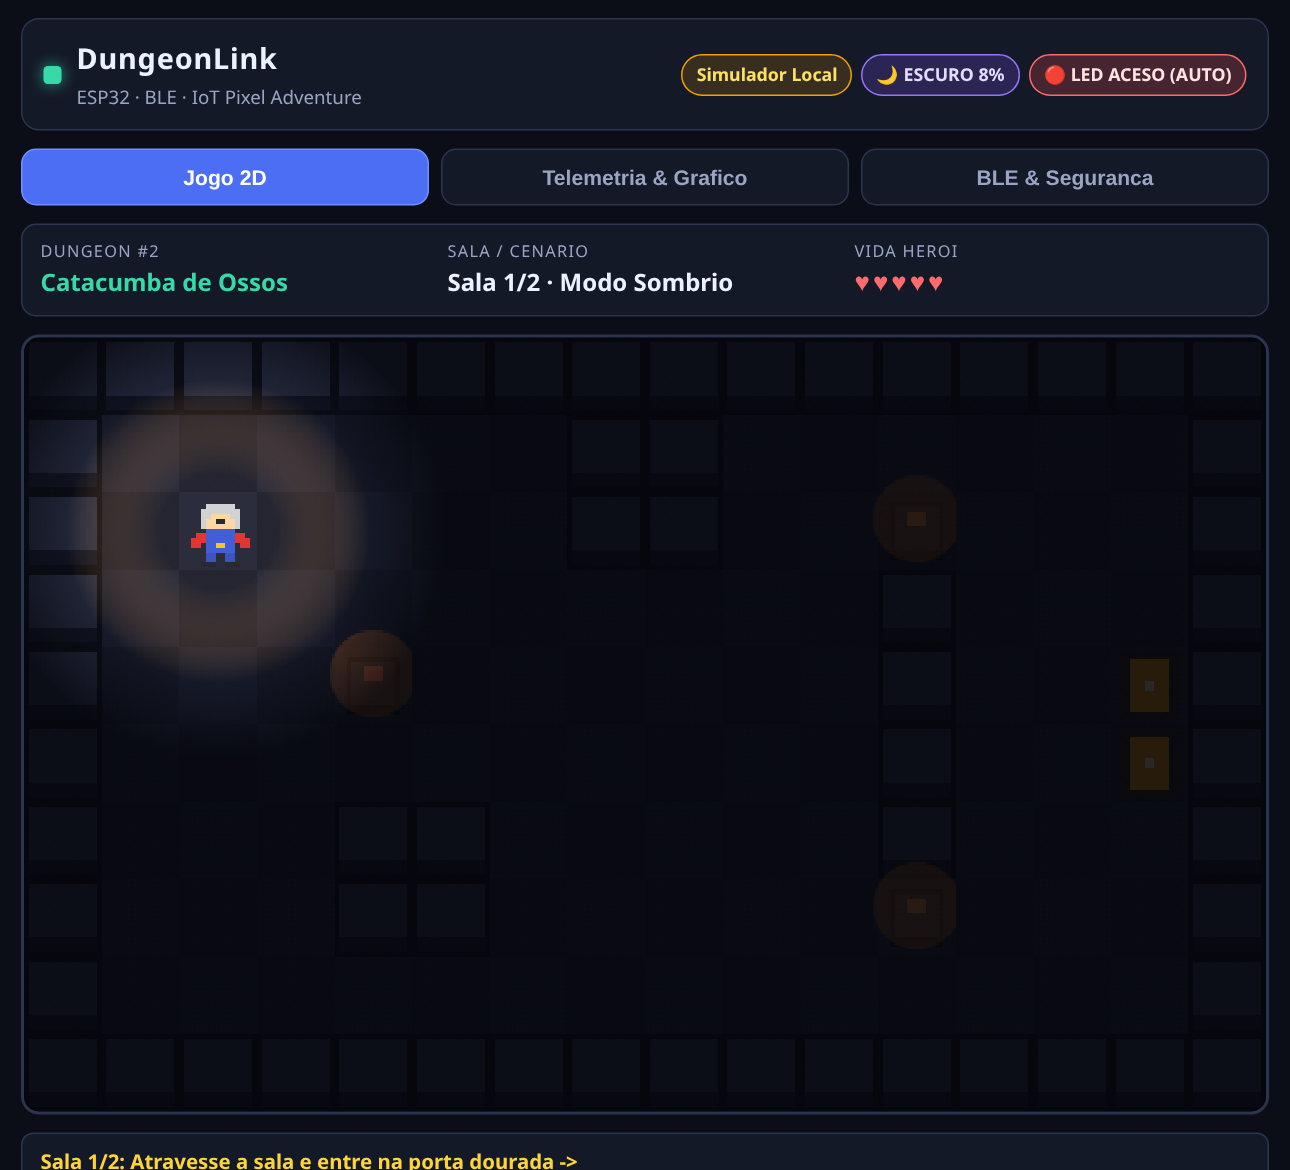 DungeonLink
ESP32 · BLE · IoT Pixel Adventure
Simulador Local
🌙 ESCURO 8%
🔴 LED ACESO (AUTO)
Jogo 2D
Telemetria & Grafico
BLE & Seguranca
DUNGEON #2
Catacumba de Ossos
SALA / CENARIO
Sala 1/2 · Modo Sombrio
VIDA HEROI
♥♥♥♥♥
Sala 1/2: Atravesse a sala e entre na porta dourada ->